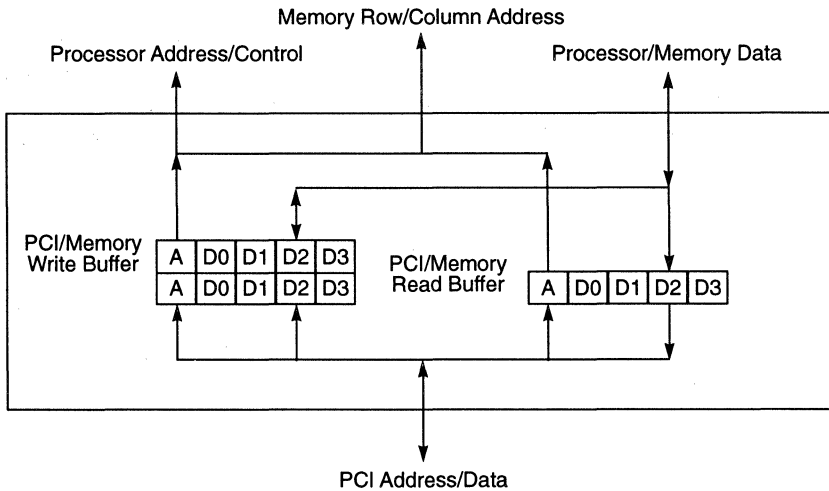 Memory Row/Column Address
Processor Address/Control
Processor/Memory Data
PCI/Memory
Write Buffer
A D0 D1 D2 D3
A D0 D1 D2 D3
PCI/Memory
Read Buffer
A D0 D1 D2 D3
PCI Address/Data